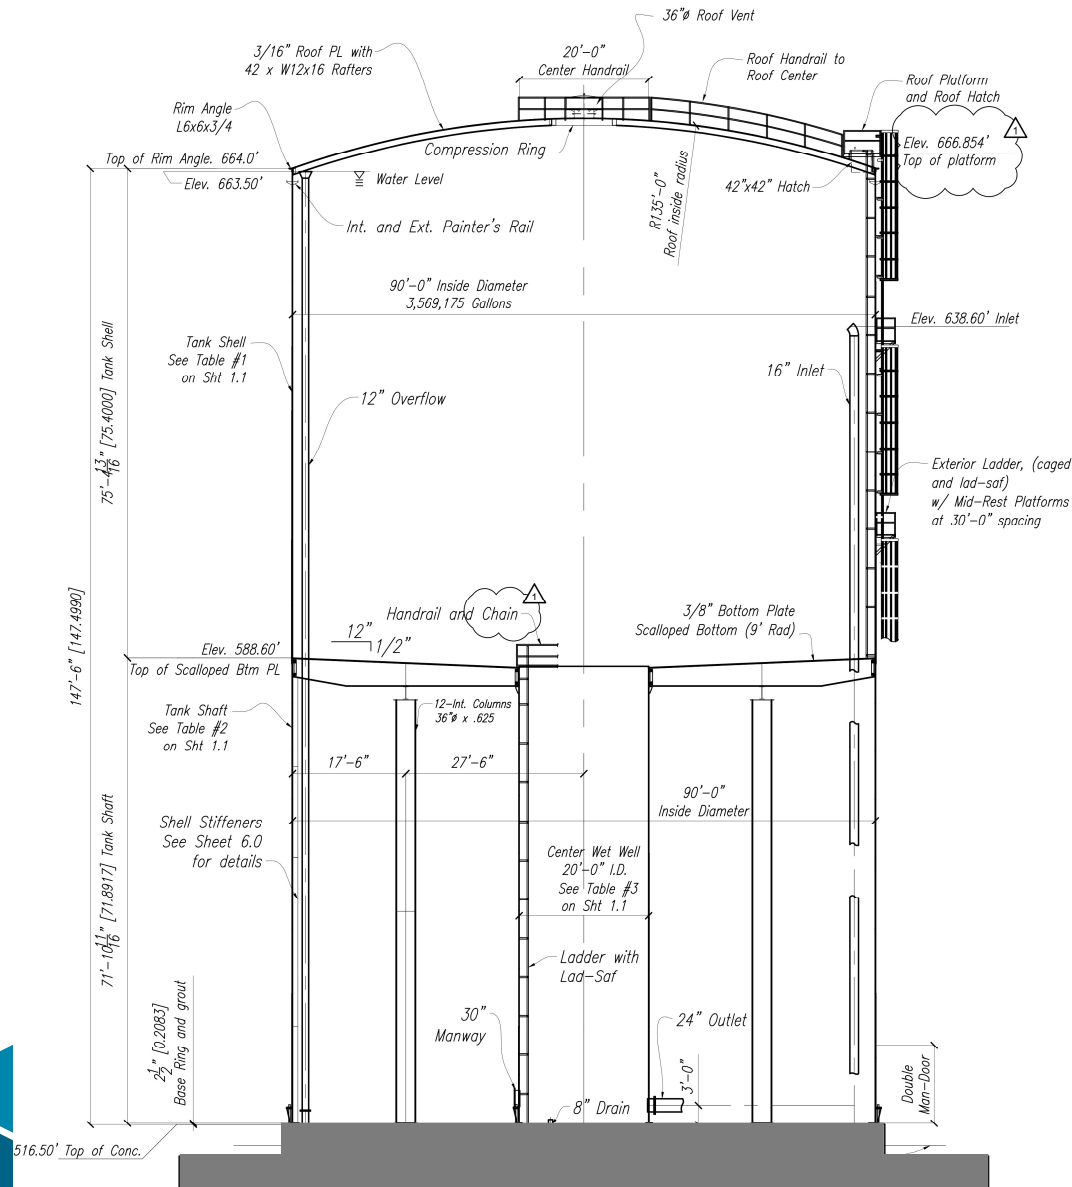 36"ø Roof Vent
3/16" Roof PL with
42 x W12x16 Rafters
20'-0"
Center Handrail
Roof Handrail to
Roof Center
Roof Platform
and Roof Hatch
Rim Angle
L6x6x3/4
1
Elev. 666.854'
Top of platform
Compression Ring
Top of Rim Angle. 664.0'
Elev. 663.50'
Water Level
42"x42" Hatch
R135'-0"
Roof inside radius
Int. and Ext. Painter's Rail
90'-0" Inside Diameter
3,569,175 Gallons
Elev. 638.60' Inlet
Tank Shell
See Table #1
on Sht 1.1
16" Inlet
12" Overflow
75'-4 13/16" [75.4000] Tank Shell
Exterior Ladder, (caged
and lad-saf)
w/ Mid-Rest Platforms
at 30'-0" spacing
147'-6" [147.4990]
1
Handrail and Chain
3/8" Bottom Plate
Scalloped Bottom (9' Rad)
12"
1/2"
Elev. 588.60'
Top of Scalloped Btm PL
12-Int. Columns
36"ø x .625
Tank Shaft
See Table #2
on Sht 1.1
17'-6"
27'-6"
90'-0"
Inside Diameter
Shell Stiffeners
See Sheet 6.0
for details
Center Wet Well
20'-0" I.D.
See Table #3
on Sht 1.1
71'-10 11/16" [71.8917] Tank Shaft
Ladder with
Lad-Saf
2 1/2" [0.2083]
Base Ring and grout
30"
Manway
24" Outlet
3'-0"
8" Drain
Double
Man-Door
516.50' Top of Conc.